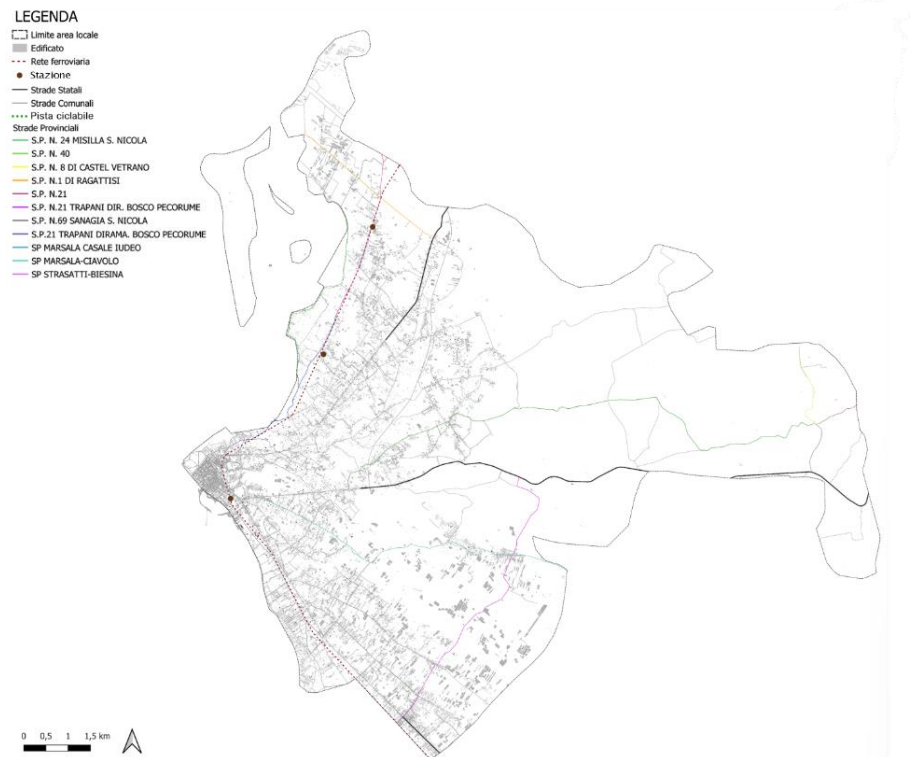 LEGENDA
Limite area locale
Edificato
Rete ferroviaria
Stazione
Strade Statali
Strade Comunali
Pista ciclabile
Strade Provinciali
S.P. N. 24 MISILLA S. NICOLA
S.P. N. 40
S.P. N. 8 DI CASTEL VETRANO
S.P. N.1 DI RAGATTISI
S.P. N.21
S.P. N.21 TRAPANI DIR. BOSCO PECORUME
S.P. N.69 SANAGIA S. NICOLA
S.P.21 TRAPANI DIRAMA. BOSCO PECORUME
SP MARSALA CASALE IUDEO
SP MARSALA-CIAVOLO
SP STRASATTI-BIESINA
0 0,5 1 1,5 km